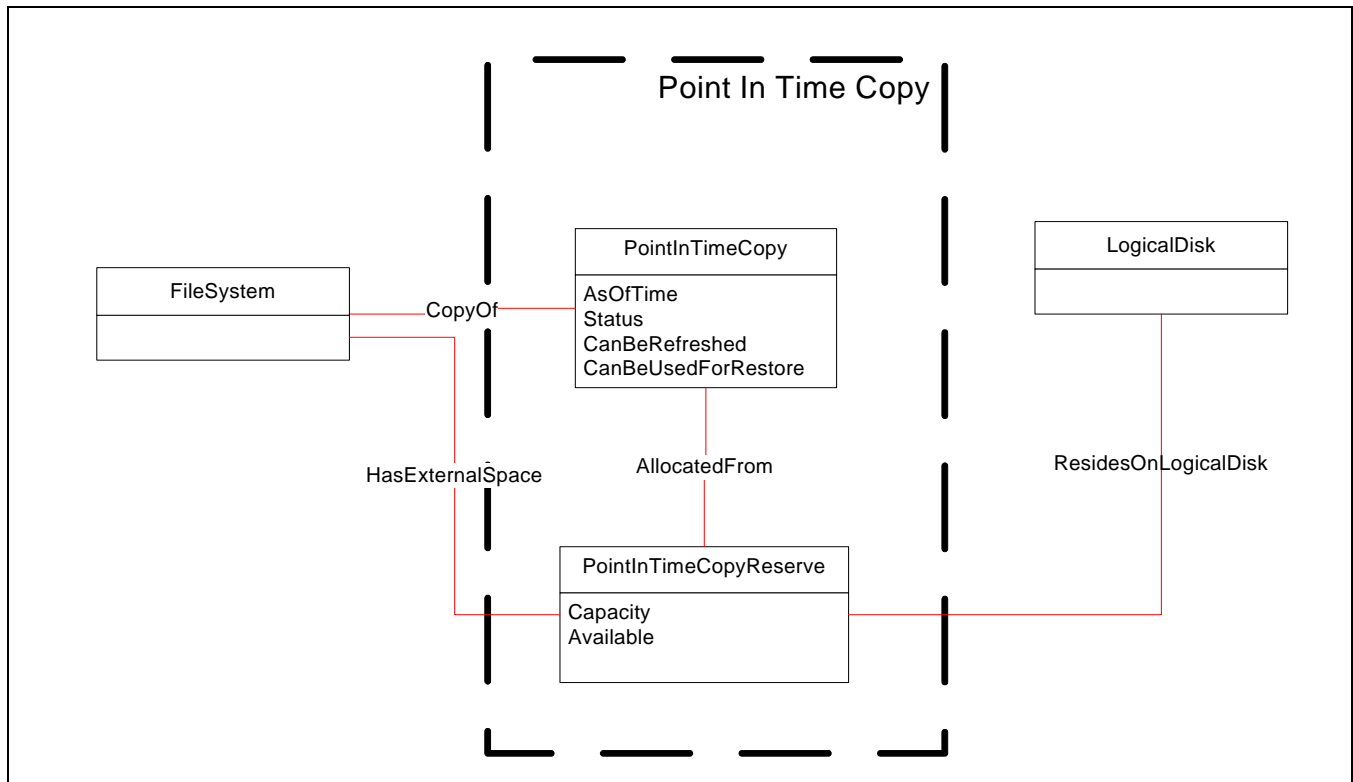 Point In Time Copy
PointInTimeCopy
AsOfTime
Status
CanBeRefreshed
CanBeUsedForRestore
LogicalDisk
FileSystem
CopyOf
HasExternalSpace
AllocatedFrom
ResidesOnLogicalDisk
PointInTimeCopyReserve
Capacity
Available